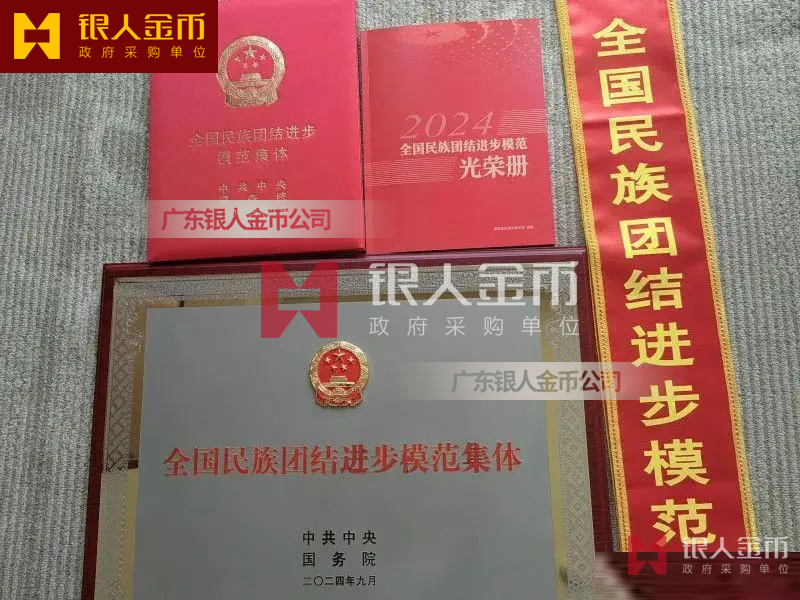 银人金币
政府采购单位
全国民族团结进步
模范集体
中共中央
国务院
广东银人金币公司
2024
全国民族团结进步模范
光荣册
全国民族团结进步模范
银人金币
政府采购单位
广东银人金币公司
全国民族团结进步模范集体
中共中央
国务院
二〇二四年九月
银人金币
政府采购单位